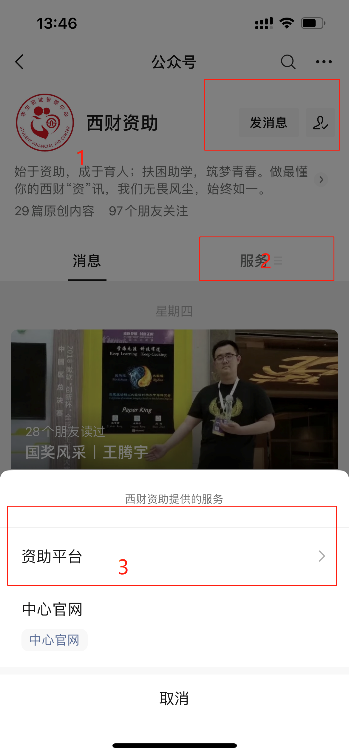 13:46
公众号
西财资助
发消息
1
始于资助，成于育人；扶困助学，筑梦青春。做最懂
你的西财“资”讯，我们无畏风尘，始终如一。
29篇原创内容 97个朋友关注
消息
服务
2
星期四
Keep Learning, Keep Sharing
Paper King
28个朋友读过
国奖风采丨王腾宇
西财资助提供的服务
资助平台
3
中心官网
中心官网
取消